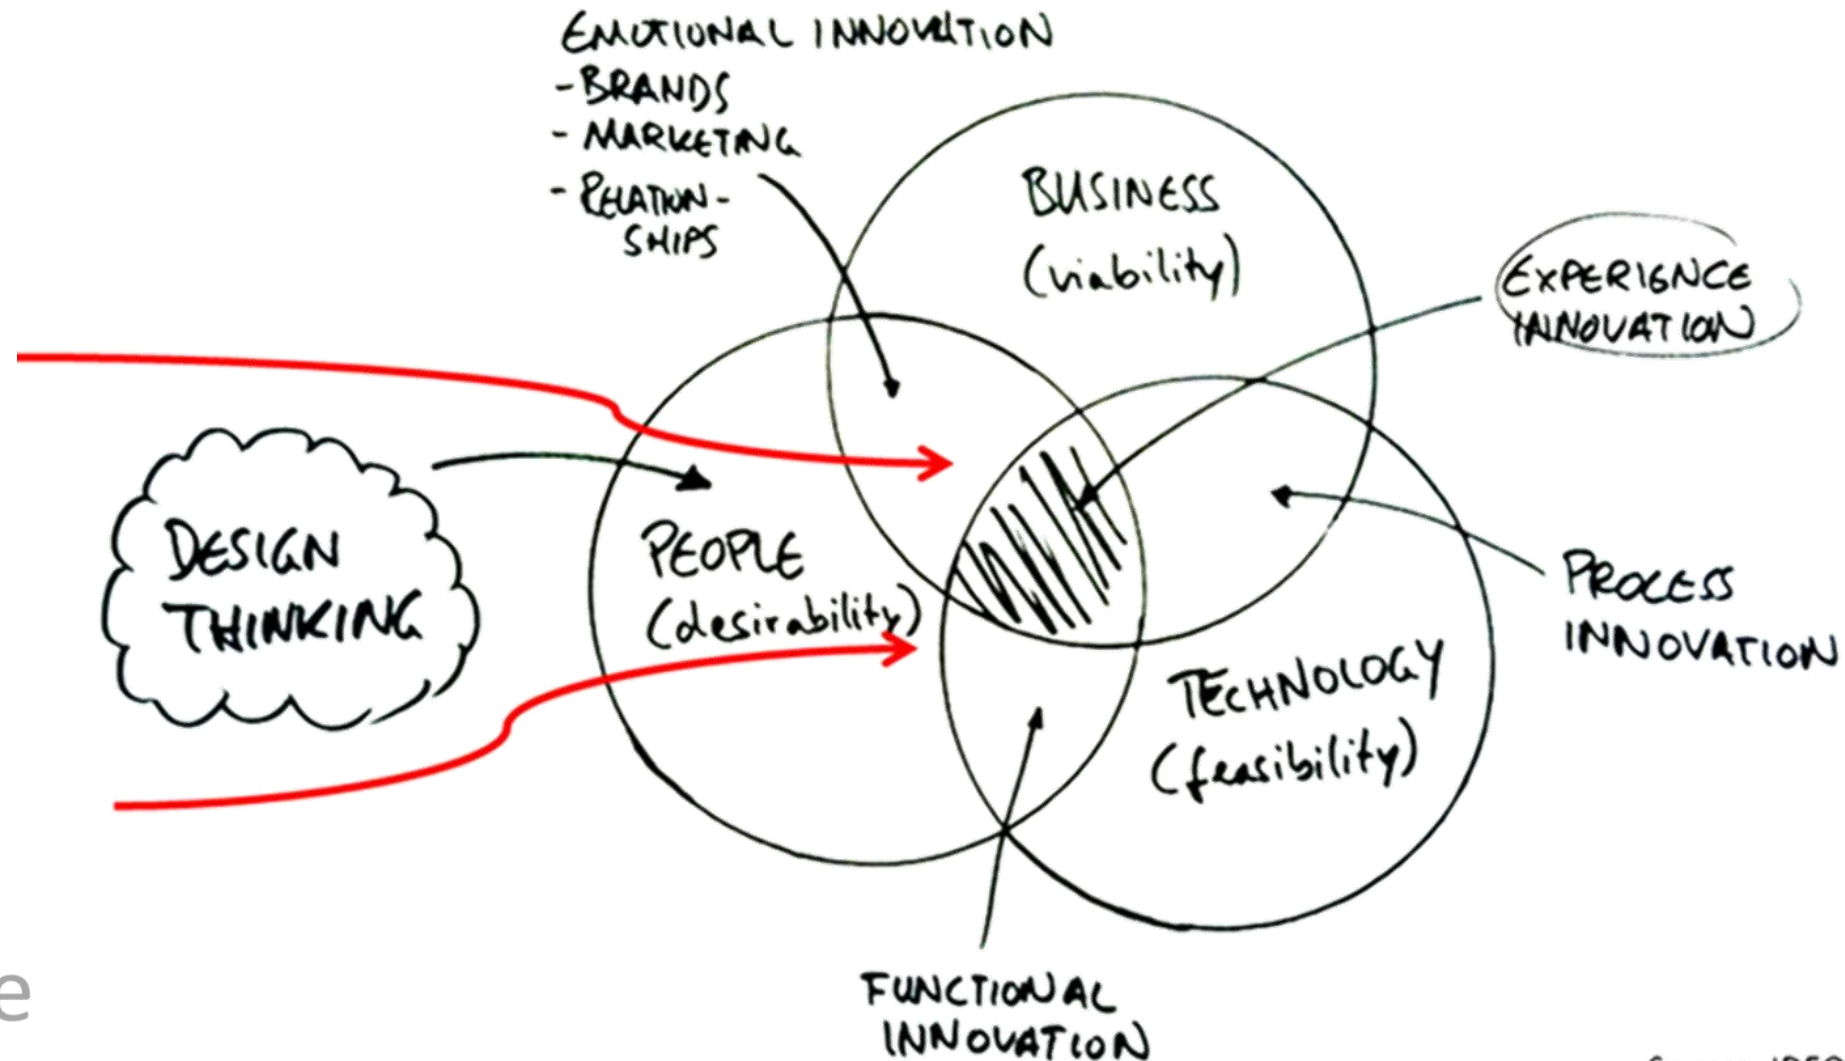 EMOTIONAL INNOVATION
- BRANDS
- MARKETING
- RELATION-
SHIPS
BUSINESS
(viability)
EXPERIENCE
INNOVATION
DESIGN
THINKING
PEOPLE
(desirability)
PROCESS
INNOVATION
TECHNOLOGY
(feasibility)
e
FUNCTIONAL
INNOVATION